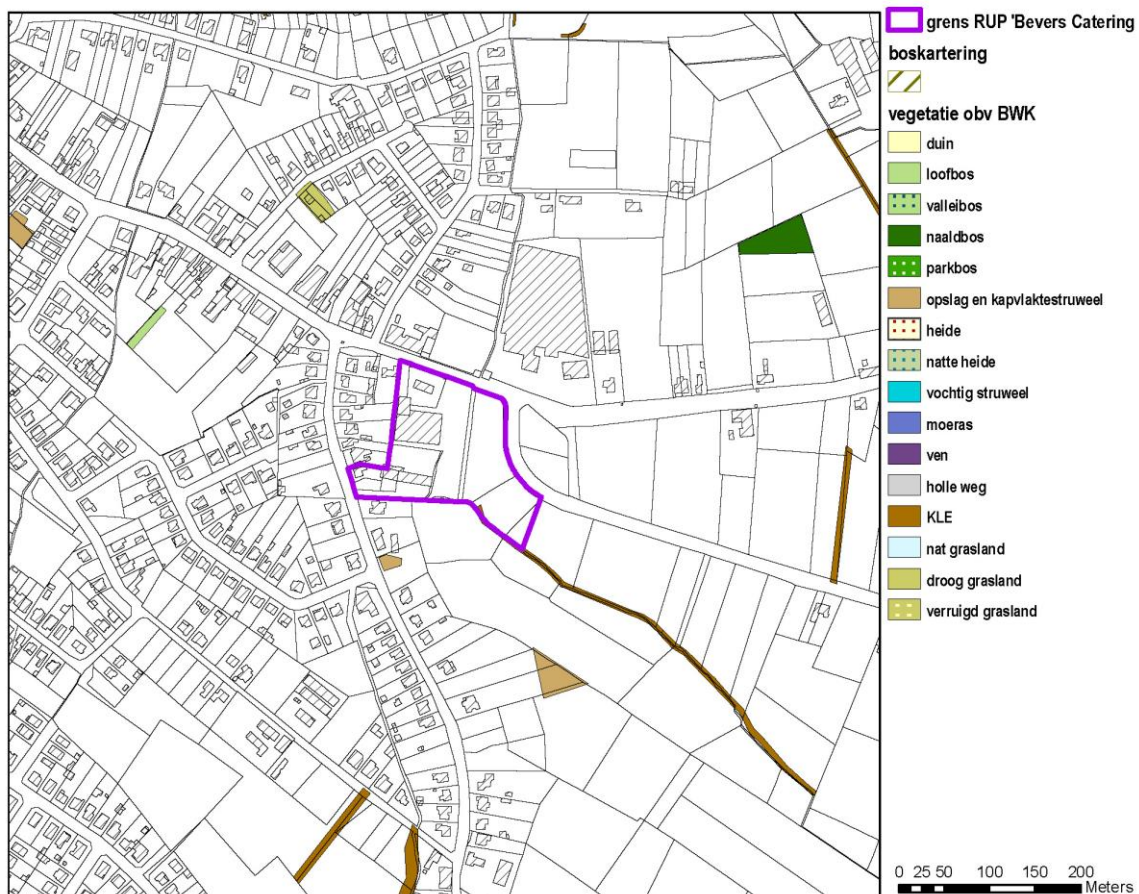 grens RUP 'Bevers Catering
boskartering
vegetatie obv BWK
duin
loofbos
valleibos
naaldbos
parkbos
opslag en kapvlaktestruweel
heide
natte heide
vochtig struweel
moeras
ven
holle weg
KLE
nat grasland
droog grasland
verruigd grasland
0 25 50 100 150 200
Meters